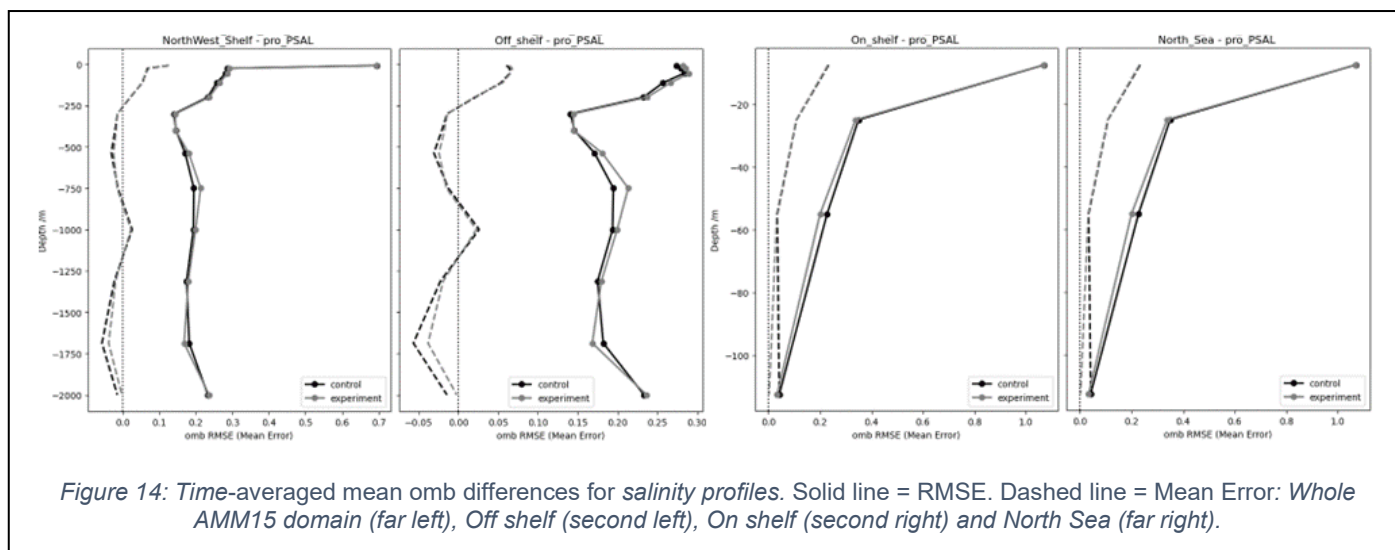 NorthWest_Shelf - pro_PSAL
Off_shelf - pro_PSAL
On_shelf - pro_PSAL
North_Sea - pro_PSAL
Depth /m
0
−250
−500
−750
−1000
−1250
−1500
−1750
−2000
control
experiment
0.0 0.1 0.2 0.3 0.4 0.5 0.6 0.7
omb RMSE (Mean Error)
control
experiment
−0.05 0.00 0.05 0.10 0.15 0.20 0.25 0.30
omb RMSE (Mean Error)
Depth /m
−20
−40
−60
−80
−100
control
experiment
0.0 0.2 0.4 0.6 0.8 1.0
omb RMSE (Mean Error)
control
experiment
0.0 0.2 0.4 0.6 0.8 1.0
omb RMSE (Mean Error)
Figure 14: Time-averaged mean omb differences for salinity profiles. Solid line = RMSE. Dashed line = Mean Error: Whole
AMM15 domain (far left), Off shelf (second left), On shelf (second right) and North Sea (far right).